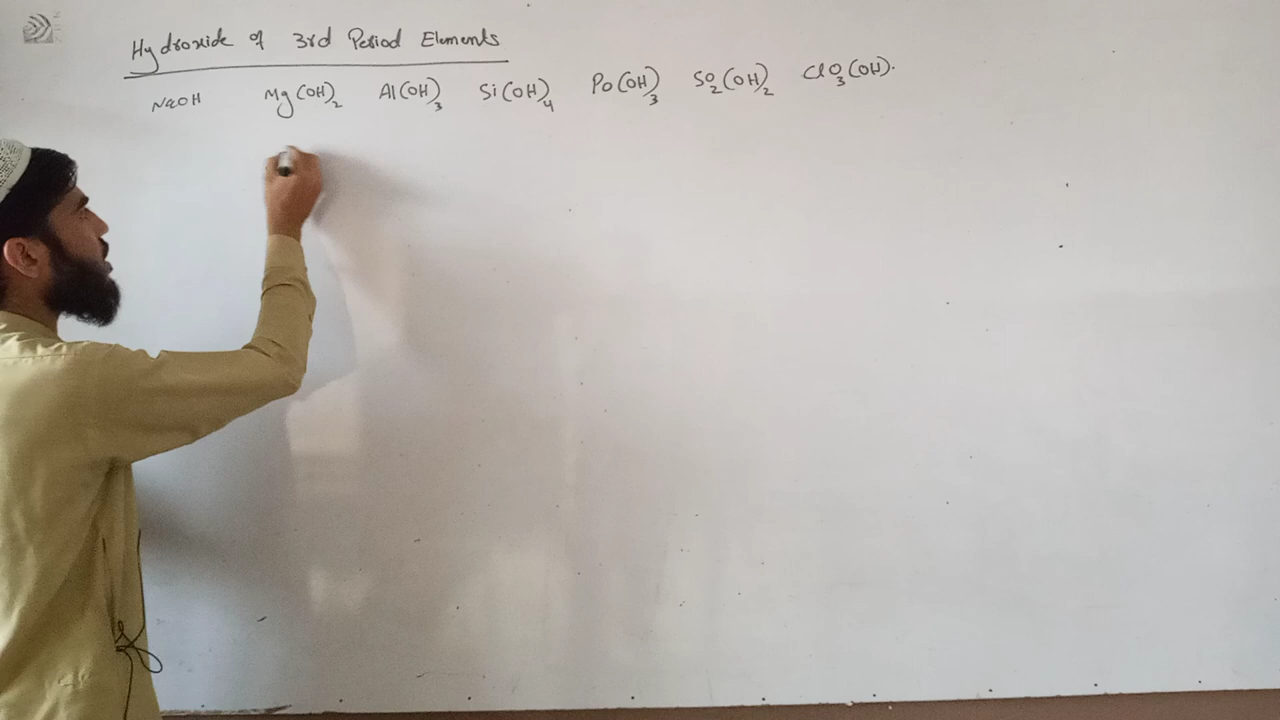 Hydroxide of 3rd Period Elements
NaOH Mg(OH)₂ Al(OH)₃ Si(OH)₄ Po(OH)₃ SO₂(OH)₂ ClO₃(OH).